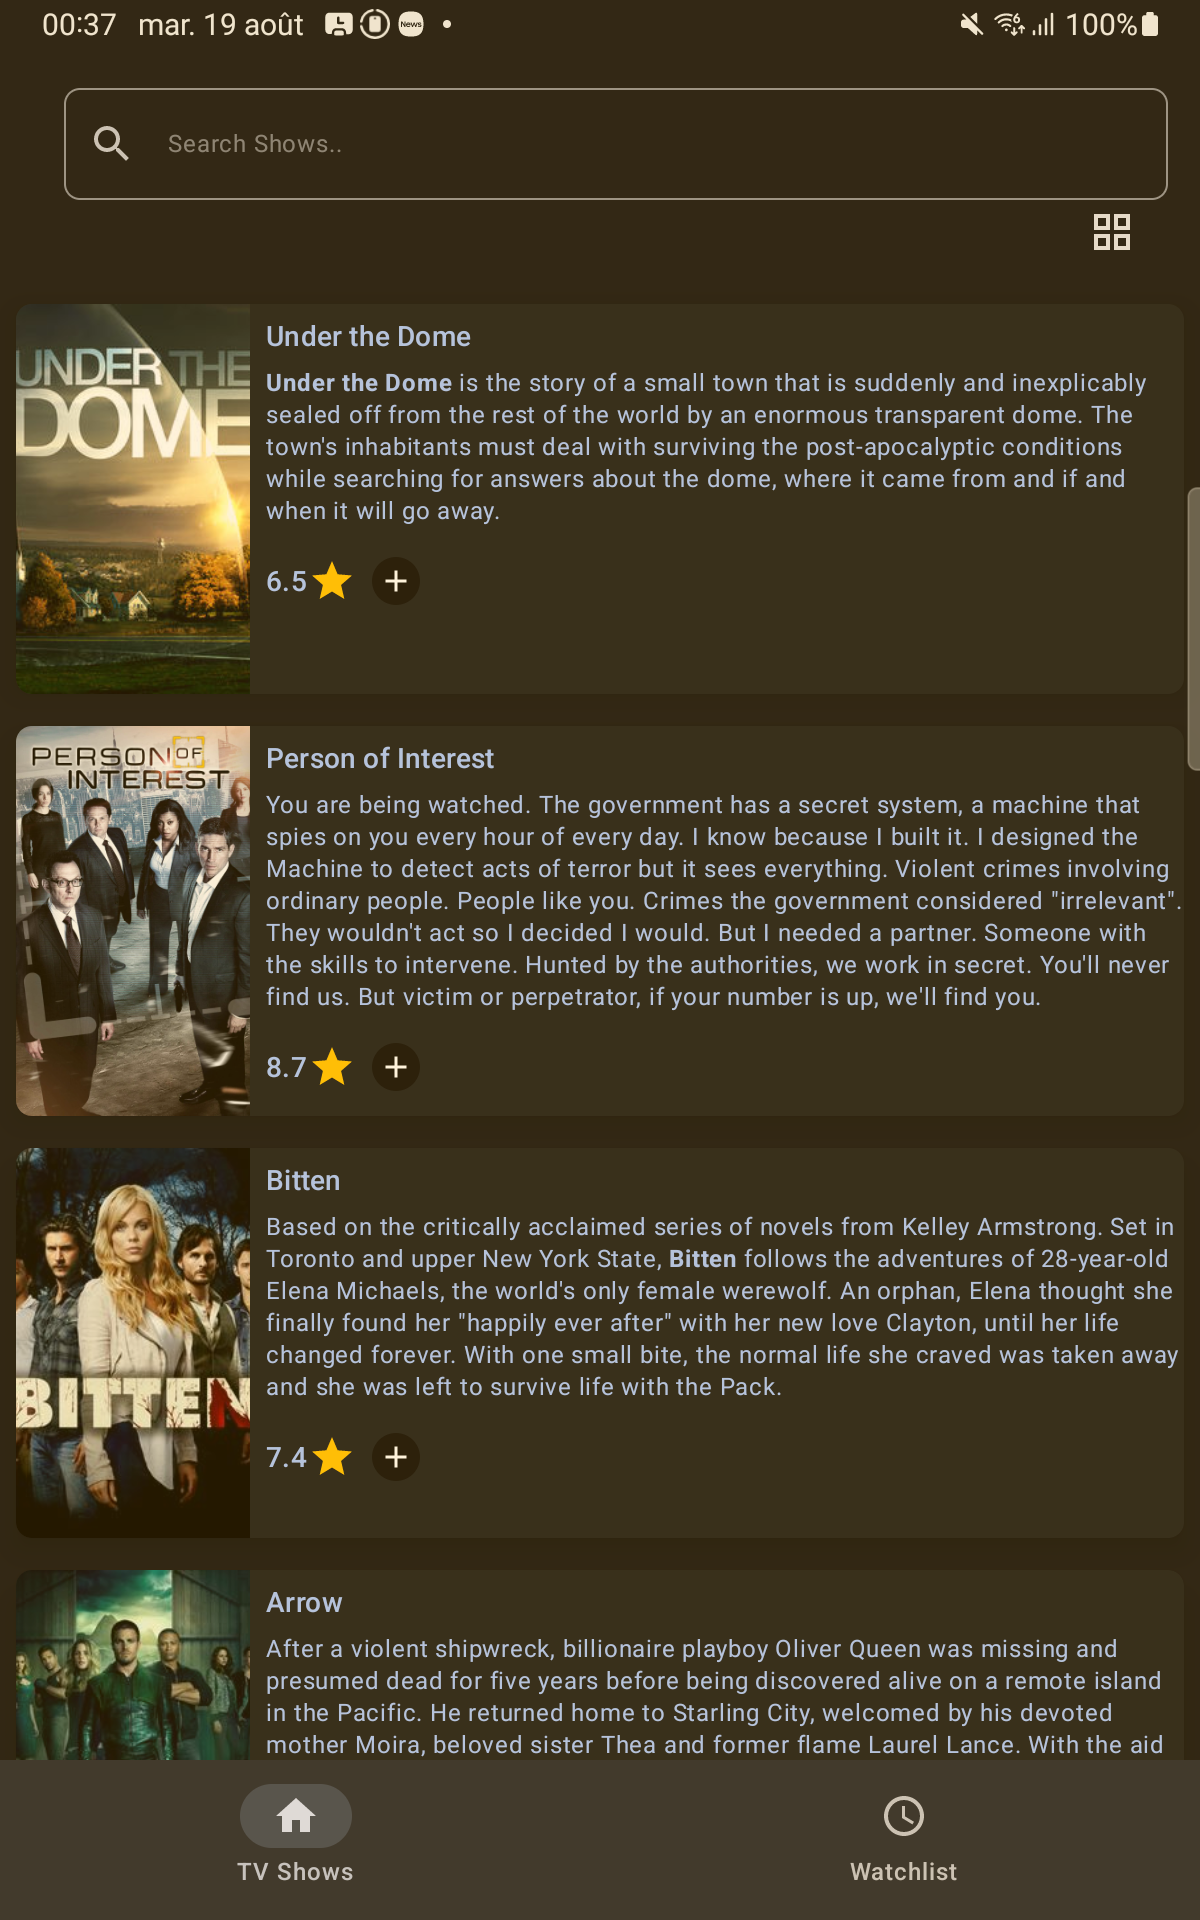 00:37 mar. 19 août News 6 100%
Search Shows..
UNDER THE
DOME
Under the Dome
Under the Dome is the story of a small town that is suddenly and inexplicably
sealed off from the rest of the world by an enormous transparent dome. The
town's inhabitants must deal with surviving the post-apocalyptic conditions
while searching for answers about the dome, where it came from and if and
when it will go away.
6.5
PERSON OF
INTEREST
Person of Interest
You are being watched. The government has a secret system, a machine that
spies on you every hour of every day. I know because I built it. I designed the
Machine to detect acts of terror but it sees everything. Violent crimes involving
ordinary people. People like you. Crimes the government considered "irrelevant".
They wouldn't act so I decided I would. But I needed a partner. Someone with
the skills to intervene. Hunted by the authorities, we work in secret. You'll never
find us. But victim or perpetrator, if your number is up, we'll find you.
8.7
BITTEN
Bitten
Based on the critically acclaimed series of novels from Kelley Armstrong. Set in
Toronto and upper New York State, Bitten follows the adventures of 28-year-old
Elena Michaels, the world's only female werewolf. An orphan, Elena thought she
finally found her "happily ever after" with her new love Clayton, until her life
changed forever. With one small bite, the normal life she craved was taken away
and she was left to survive life with the Pack.
7.4
Arrow
After a violent shipwreck, billionaire playboy Oliver Queen was missing and
presumed dead for five years before being discovered alive on a remote island
in the Pacific. He returned home to Starling City, welcomed by his devoted
mother Moira, beloved sister Thea and former flame Laurel Lance. With the aid
TV Shows
Watchlist